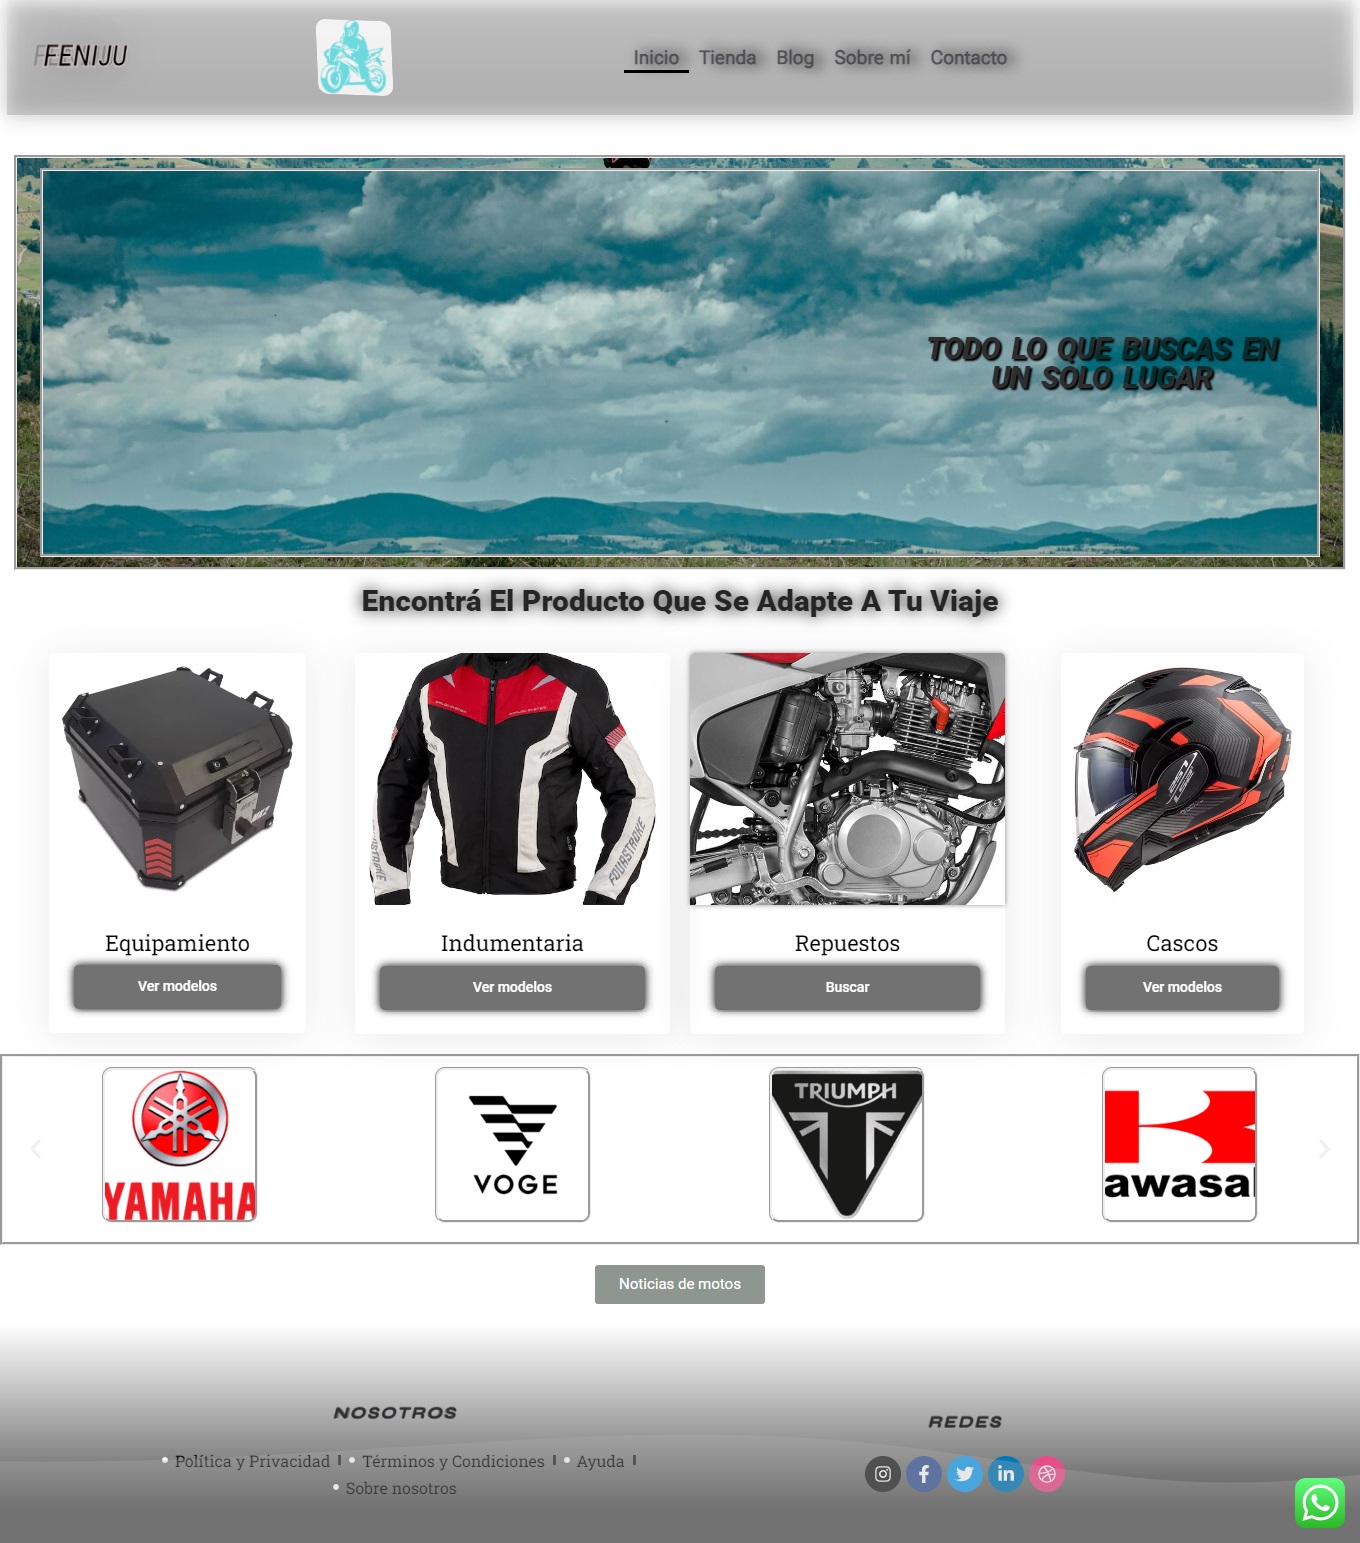 FEENIJU
Inicio Tienda Blog Sobre mí Contacto
TODO LO QUE BUSCAS EN
UN SOLO LUGAR
Encontrá El Producto Que Se Adapte A Tu Viaje
FOURSTROKE
Equipamiento
Indumentaria
Repuestos
Cascos
Ver modelos
Ver modelos
Buscar
Ver modelos
YAMAHA
VOGE
TRIUMPH
awasa
Noticias de motos
NOSOTROS
REDES
Política y Privacidad
Términos y Condiciones
Ayuda
Sobre nosotros